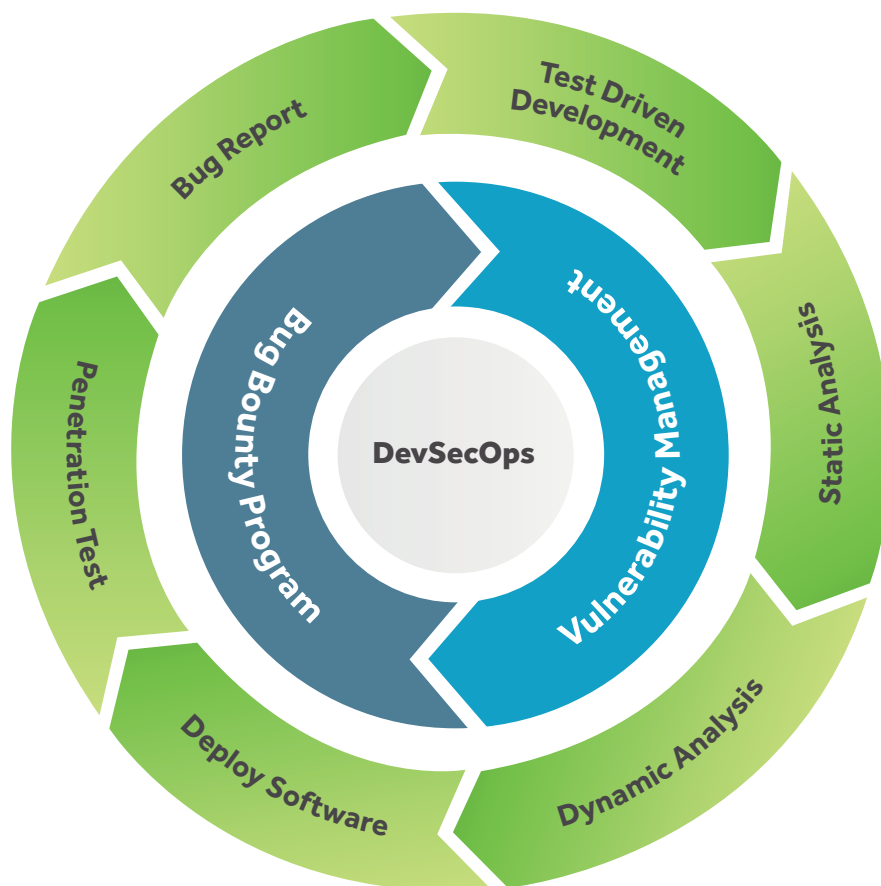 Test Driven
Development
Static Analysis
Dynamic Analysis
Deploy Software
Penetration Test
Bug Report
Vulnerability Management
Bug Bounty Program
DevSecOps